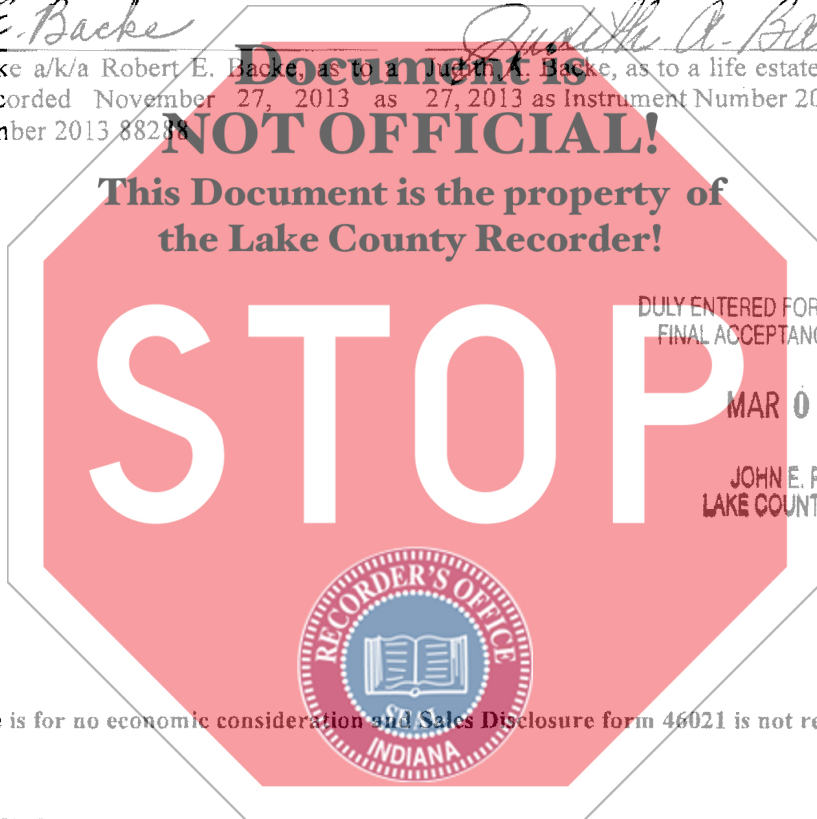 E. Backe Judith A. Ba
ke a/k/a Robert E. Backe, as to a Judith A. Backe, as to a life estate
corded November 27, 2013 as 27, 2013 as Instrument Number 20
nber 2013 88288
Document is
NOT OFFICIAL!
This Document is the property of
the Lake County Recorder!
DULY ENTERED FOR
FINAL ACCEPTANC
STOP
MAR 0
JOHN E. P
LAKE COUNT
RECORDER'S OFFICE
SEAL
INDIANA
e is for no economic consideration and Sales Disclosure form 46021 is not re